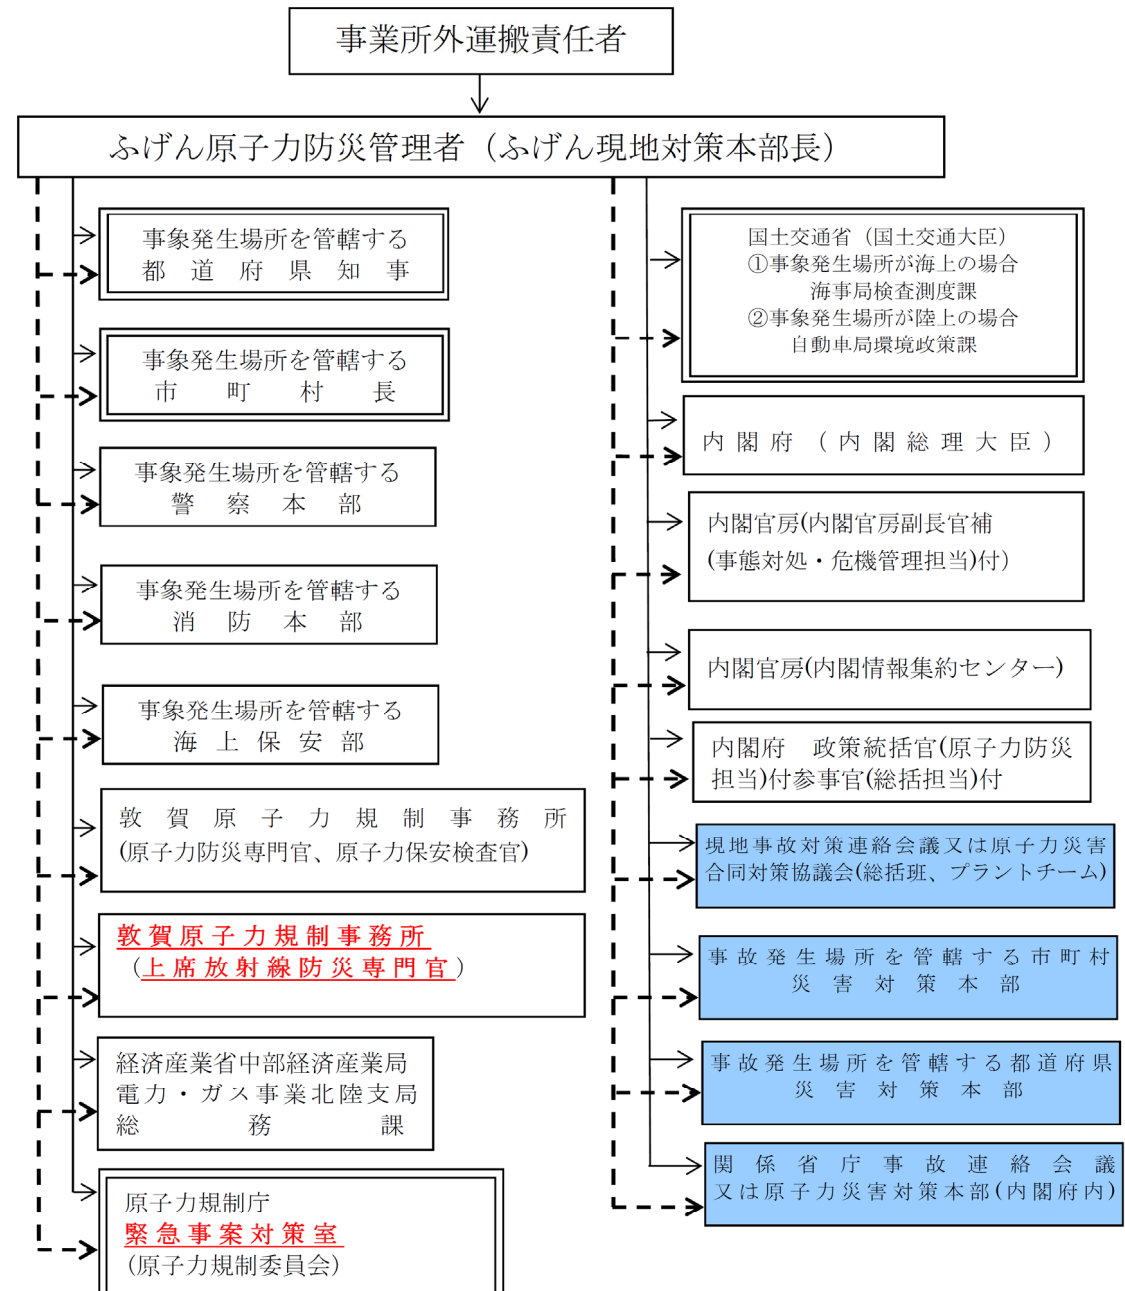 事業所外運搬責任者
ふげん原子力防災管理者（ふげん現地対策本部長）
事象発生場所を管轄する
都道府県知事
事象発生場所を管轄する
市町村長
事象発生場所を管轄する
警察本部
事象発生場所を管轄する
消防本部
事象発生場所を管轄する
海上保安部
敦賀原子力規制事務所
(原子力防災専門官、原子力保安検査官)
敦賀原子力規制事務所
（上席放射線防災専門官）
経済産業省中部経済産業局
電力・ガス事業北陸支局
総務課
原子力規制庁
緊急事案対策室
(原子力規制委員会)
国土交通省（国土交通大臣）
①事象発生場所が海上の場合
海事局検査測度課
②事象発生場所が陸上の場合
自動車局環境政策課
内閣府（内閣総理大臣）
内閣官房(内閣官房副長官補
(事態対処・危機管理担当)付）
内閣官房(内閣情報集約センター)
内閣府　政策統括官(原子力防災
担当)付参事官(総括担当)付
現地事故対策連絡会議又は原子力災害
合同対策協議会(総括班、プラントチーム)
事故発生場所を管轄する市町村
災害対策本部
事故発生場所を管轄する都道府県
災害対策本部
関係省庁事故連絡会議
又は原子力災害対策本部(内閣府内)